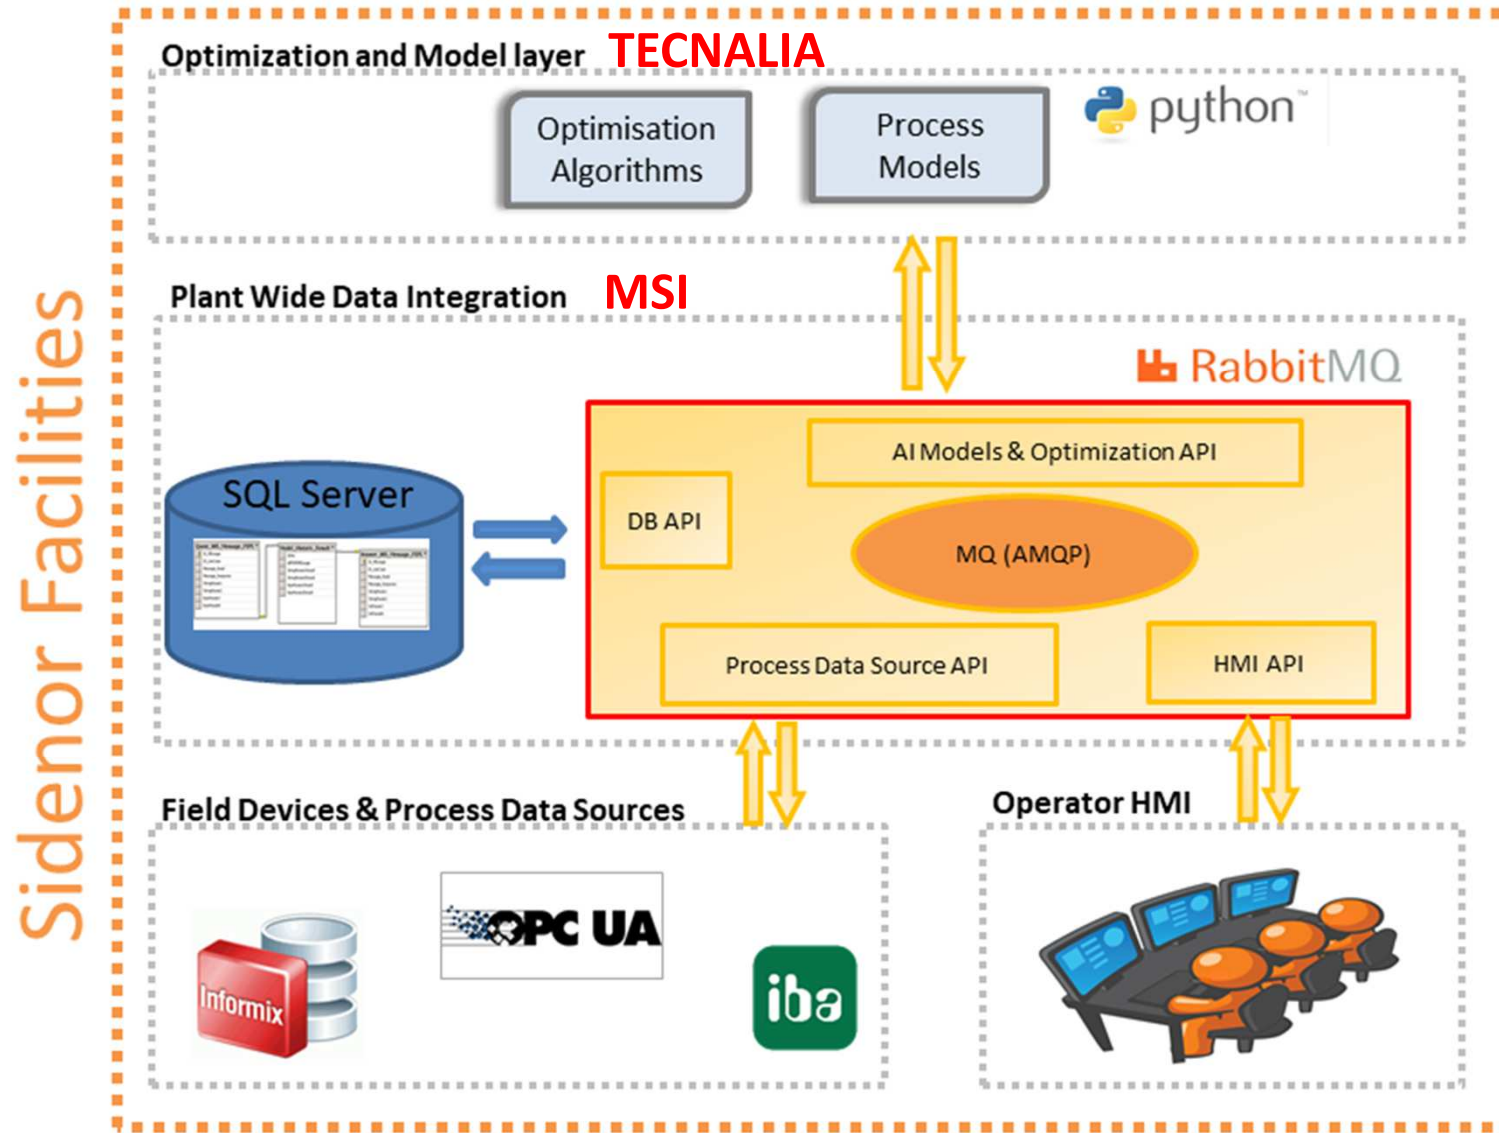 Sidenor Facilities
Optimization and Model layer TECNALIA
Optimisation
Algorithms
Process
Models
python™
Plant Wide Data Integration MSI
RabbitMQ
SQL Server
AI Models & Optimization API
DB API
MQ (AMQP)
Process Data Source API
HMI API
Field Devices & Process Data Sources
Operator HMI
Informix
OPC UA
iba